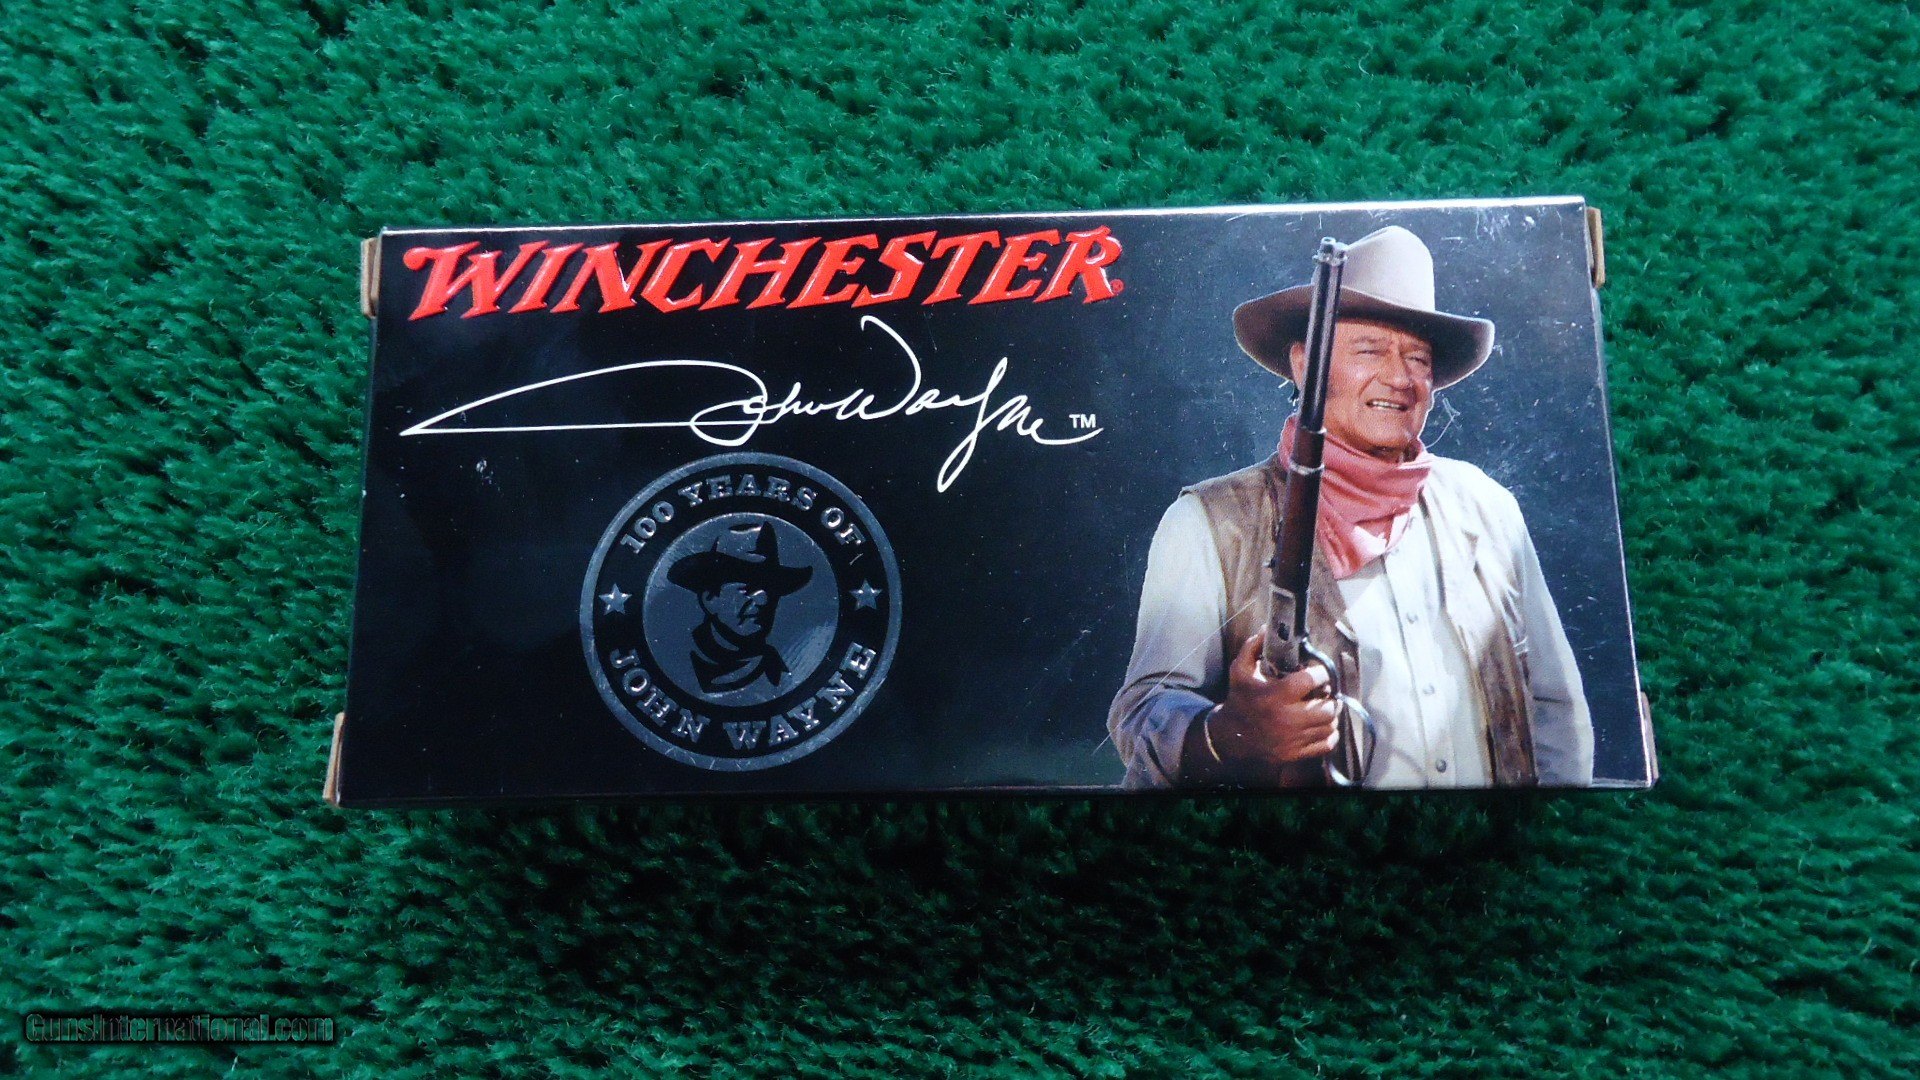 WINCHESTER®
John Wayne™
100 YEARS OF
JOHN WAYNE
GunsInternational.com